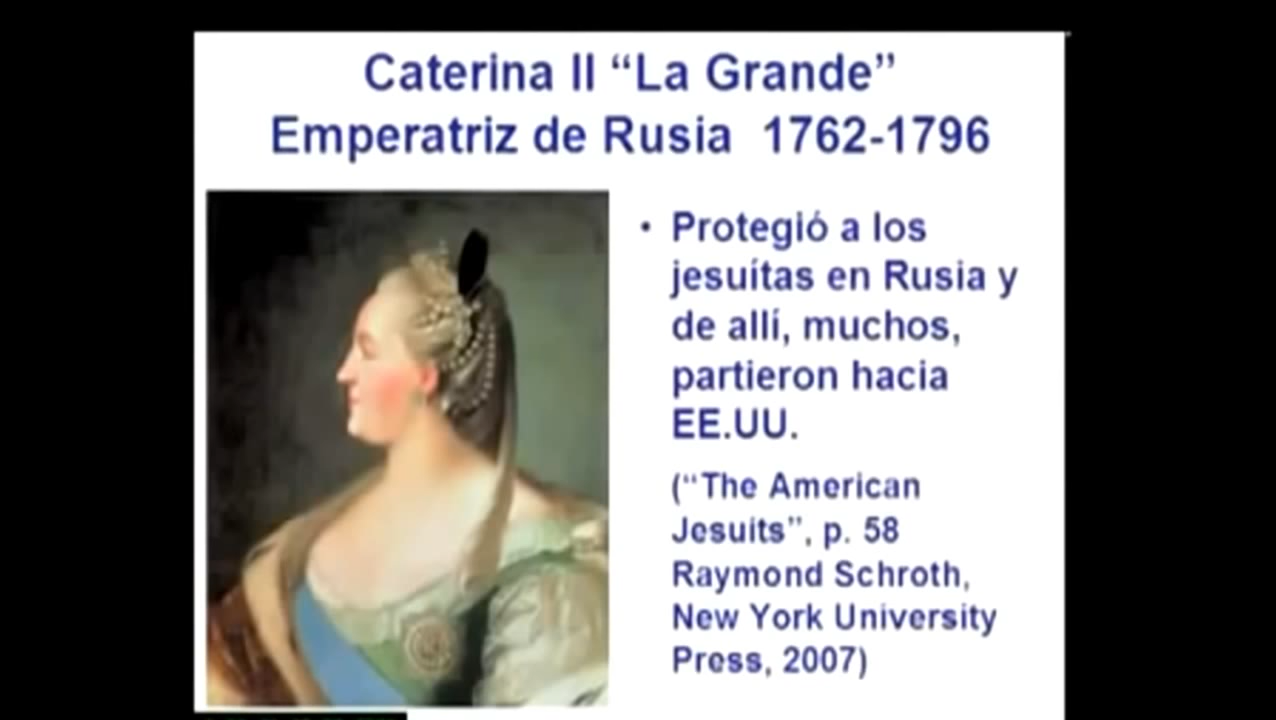 Caterina II “La Grande”
Emperatriz de Rusia 1762-1796
• Protegió a los
jesuítas en Rusia y
de allí, muchos,
partieron hacia
EE.UU.
(“The American
Jesuits”, p. 58
Raymond Schroth,
New York University
Press, 2007)